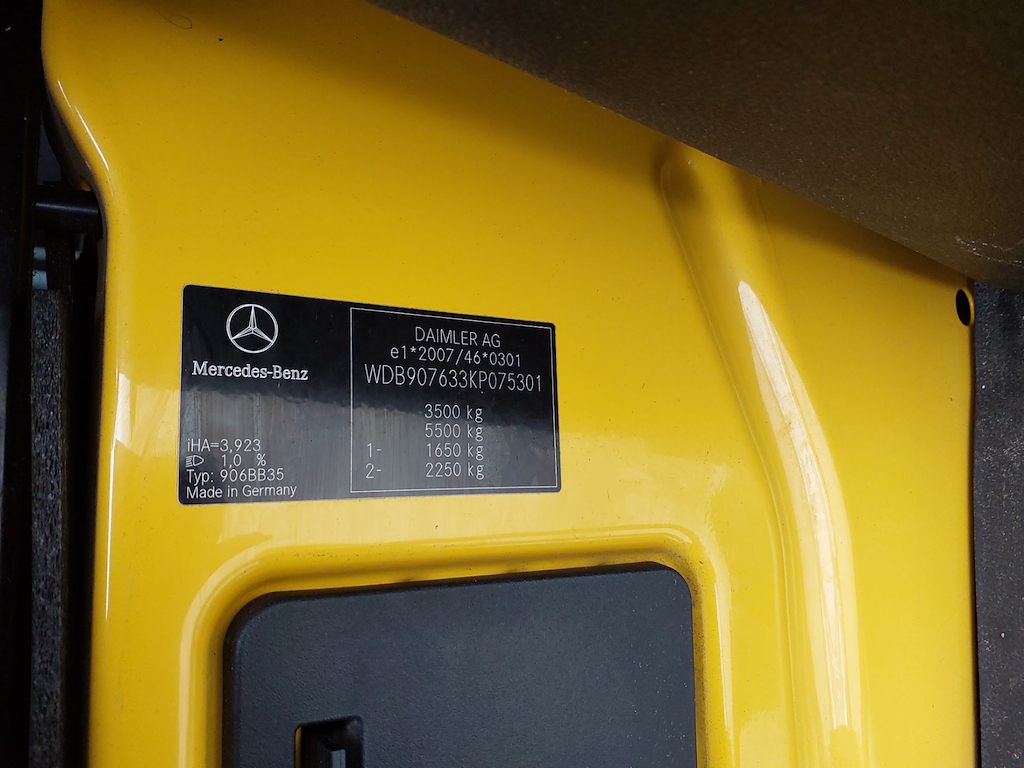 Mercedes-Benz
iHA=3,923
1,0 %
Typ: 906BB35
Made in Germany
DAIMLER AG
e1*2007/46*0301
WDB907633KP075301
3500 kg
5500 kg
1- 1650 kg
2- 2250 kg